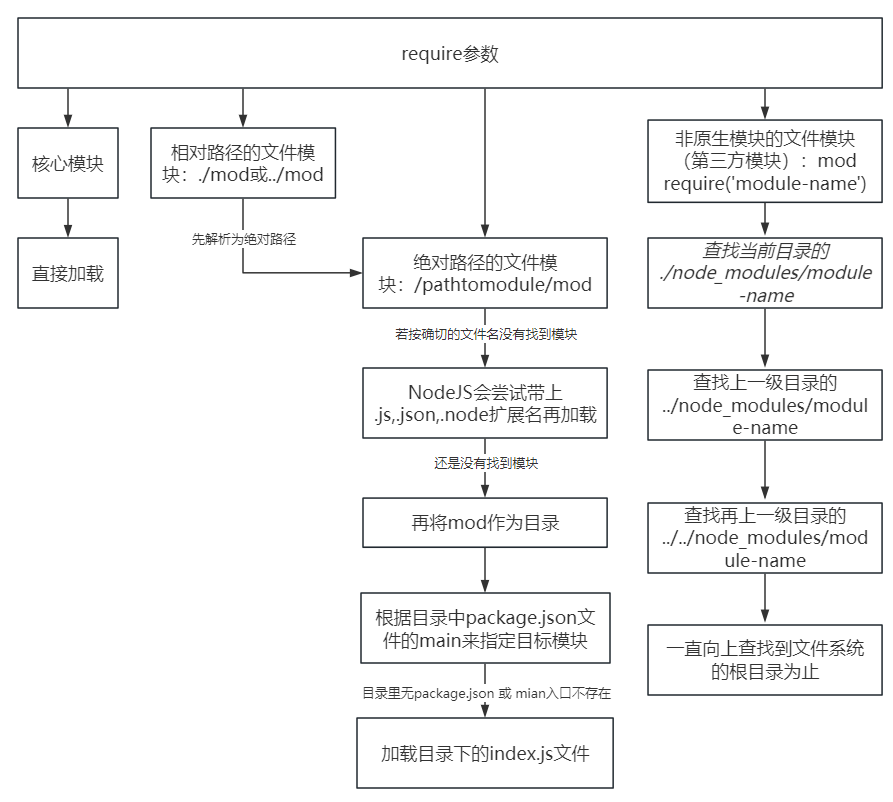 require参数
核心模块
直接加载
相对路径的文件模
块：./mod或../mod
先解析为绝对路径
绝对路径的文件模
块：/pathtomodule/mod
若按确切的文件名没有找到模块
NodeJS会尝试带上
.js,.json,.node扩展名再加载
还是没有找到模块
再将mod作为目录
根据目录中package.json文
件的main来指定目标模块
目录里无package.json 或 mian入口不存在
加载目录下的index.js文件
非原生模块的文件模块
（第三方模块）：mod
require('module-name')
查找当前目录的
./node_modules/module
-name
查找上一级目录的
../node_modules/modul
e-name
查找再上一级目录的
../../node_modules/mod
ule-name
一直向上查找到文件系统
的根目录为止